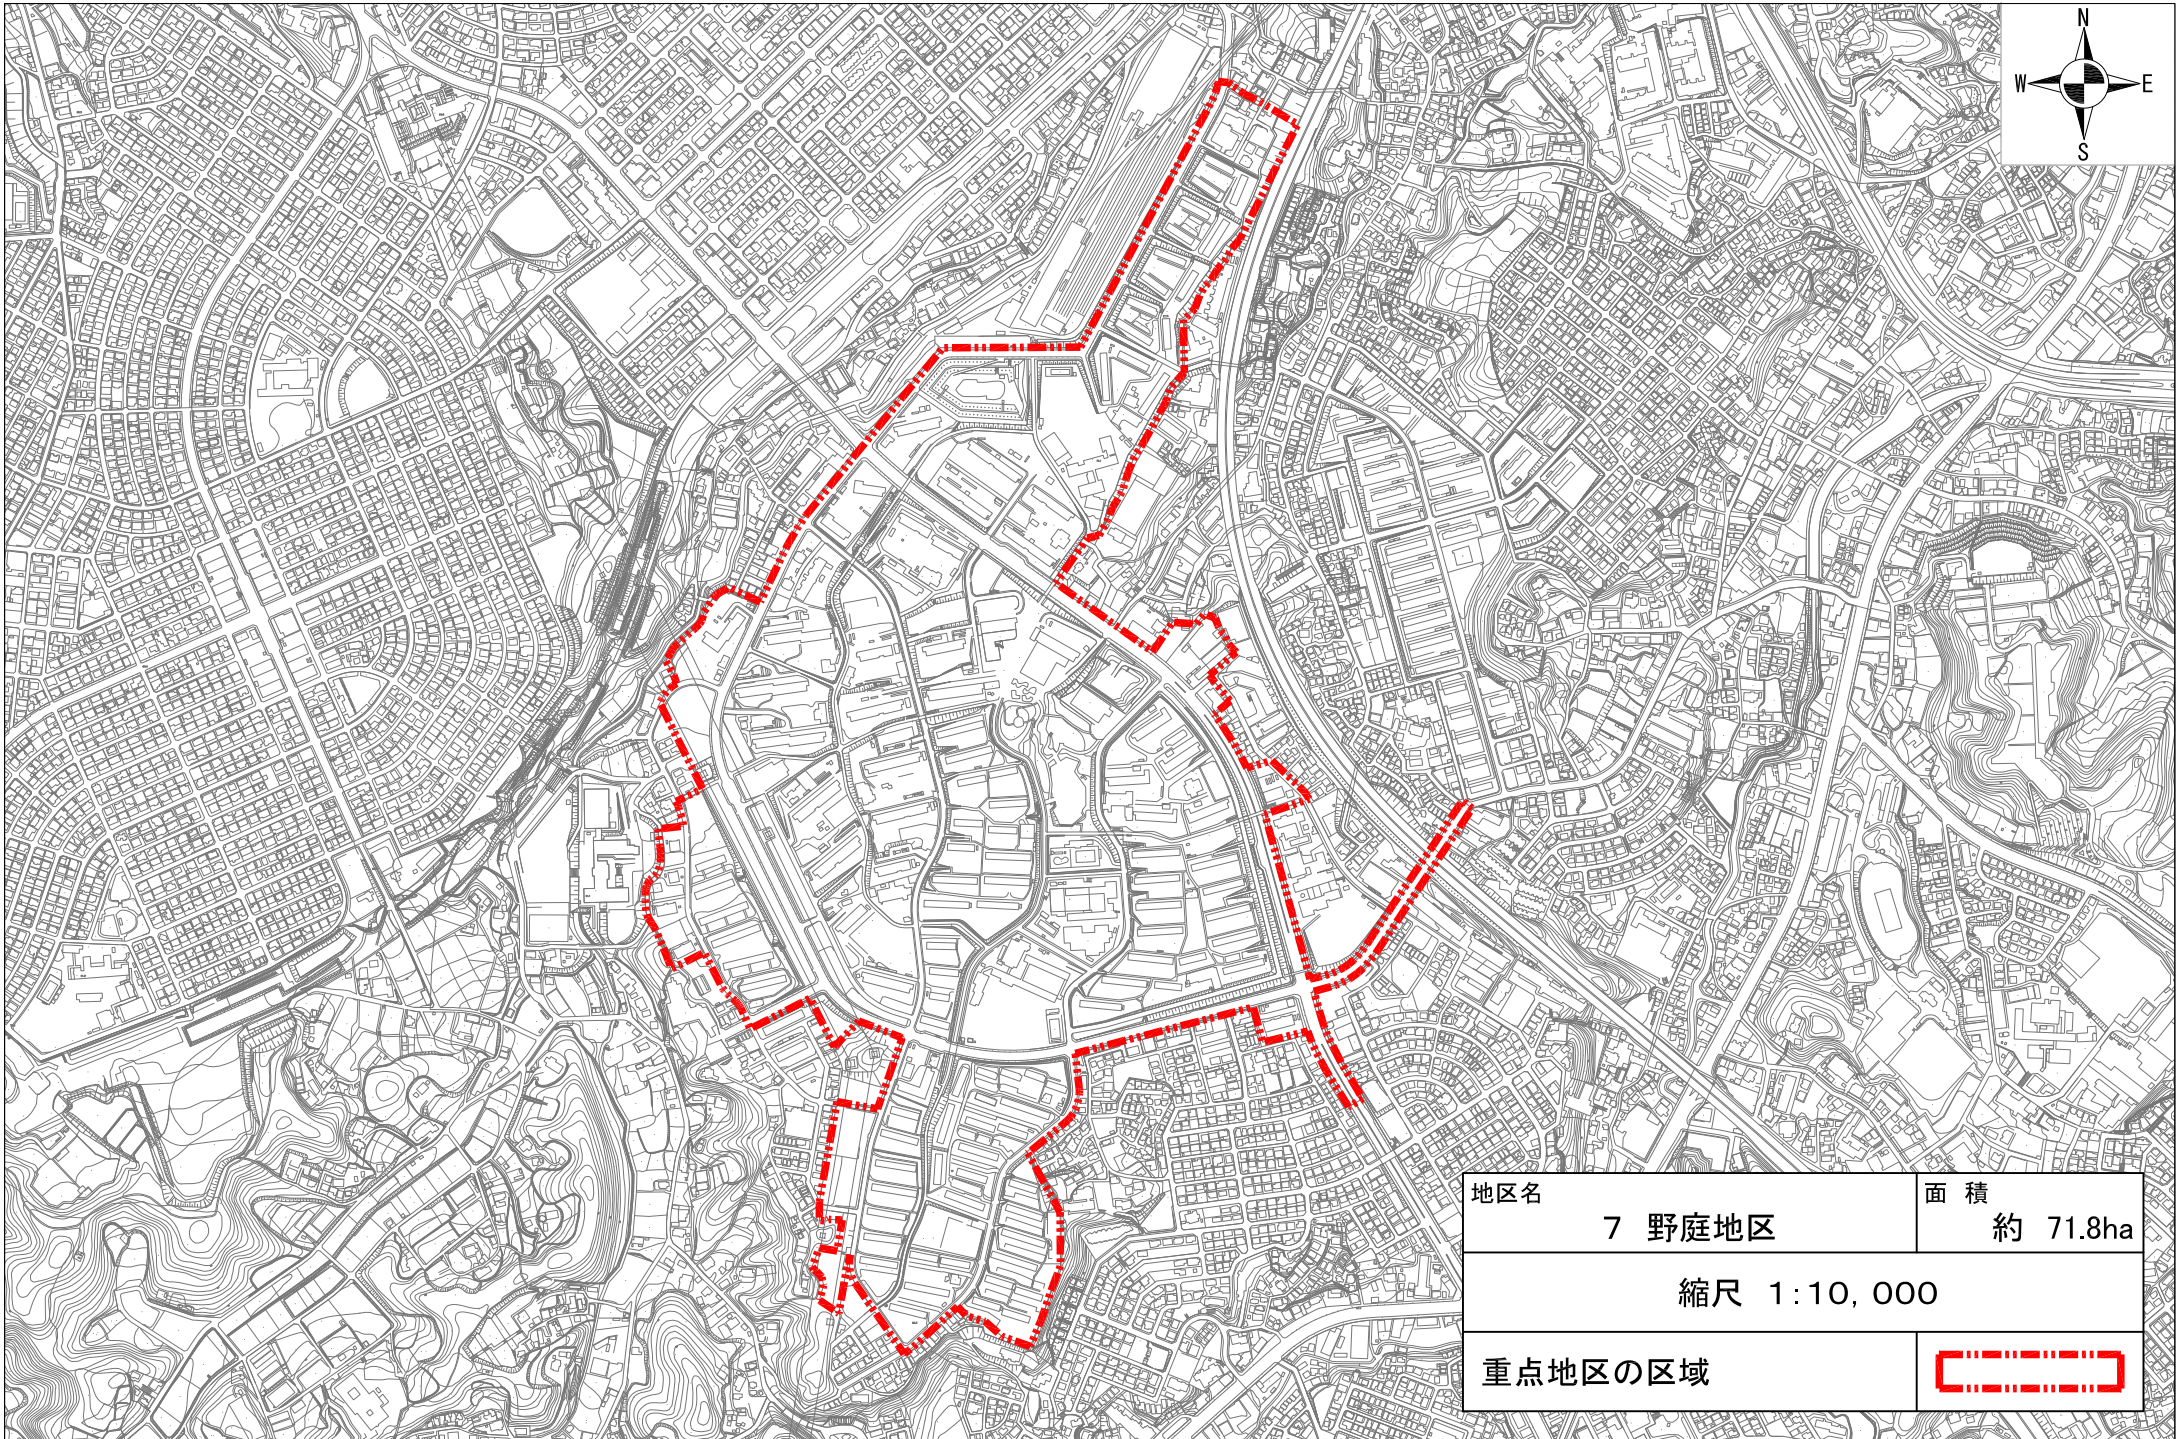 N
W E
S
地区名
7 野庭地区
面 積
約 71.8ha
縮尺 1:10,000
重点地区の区域